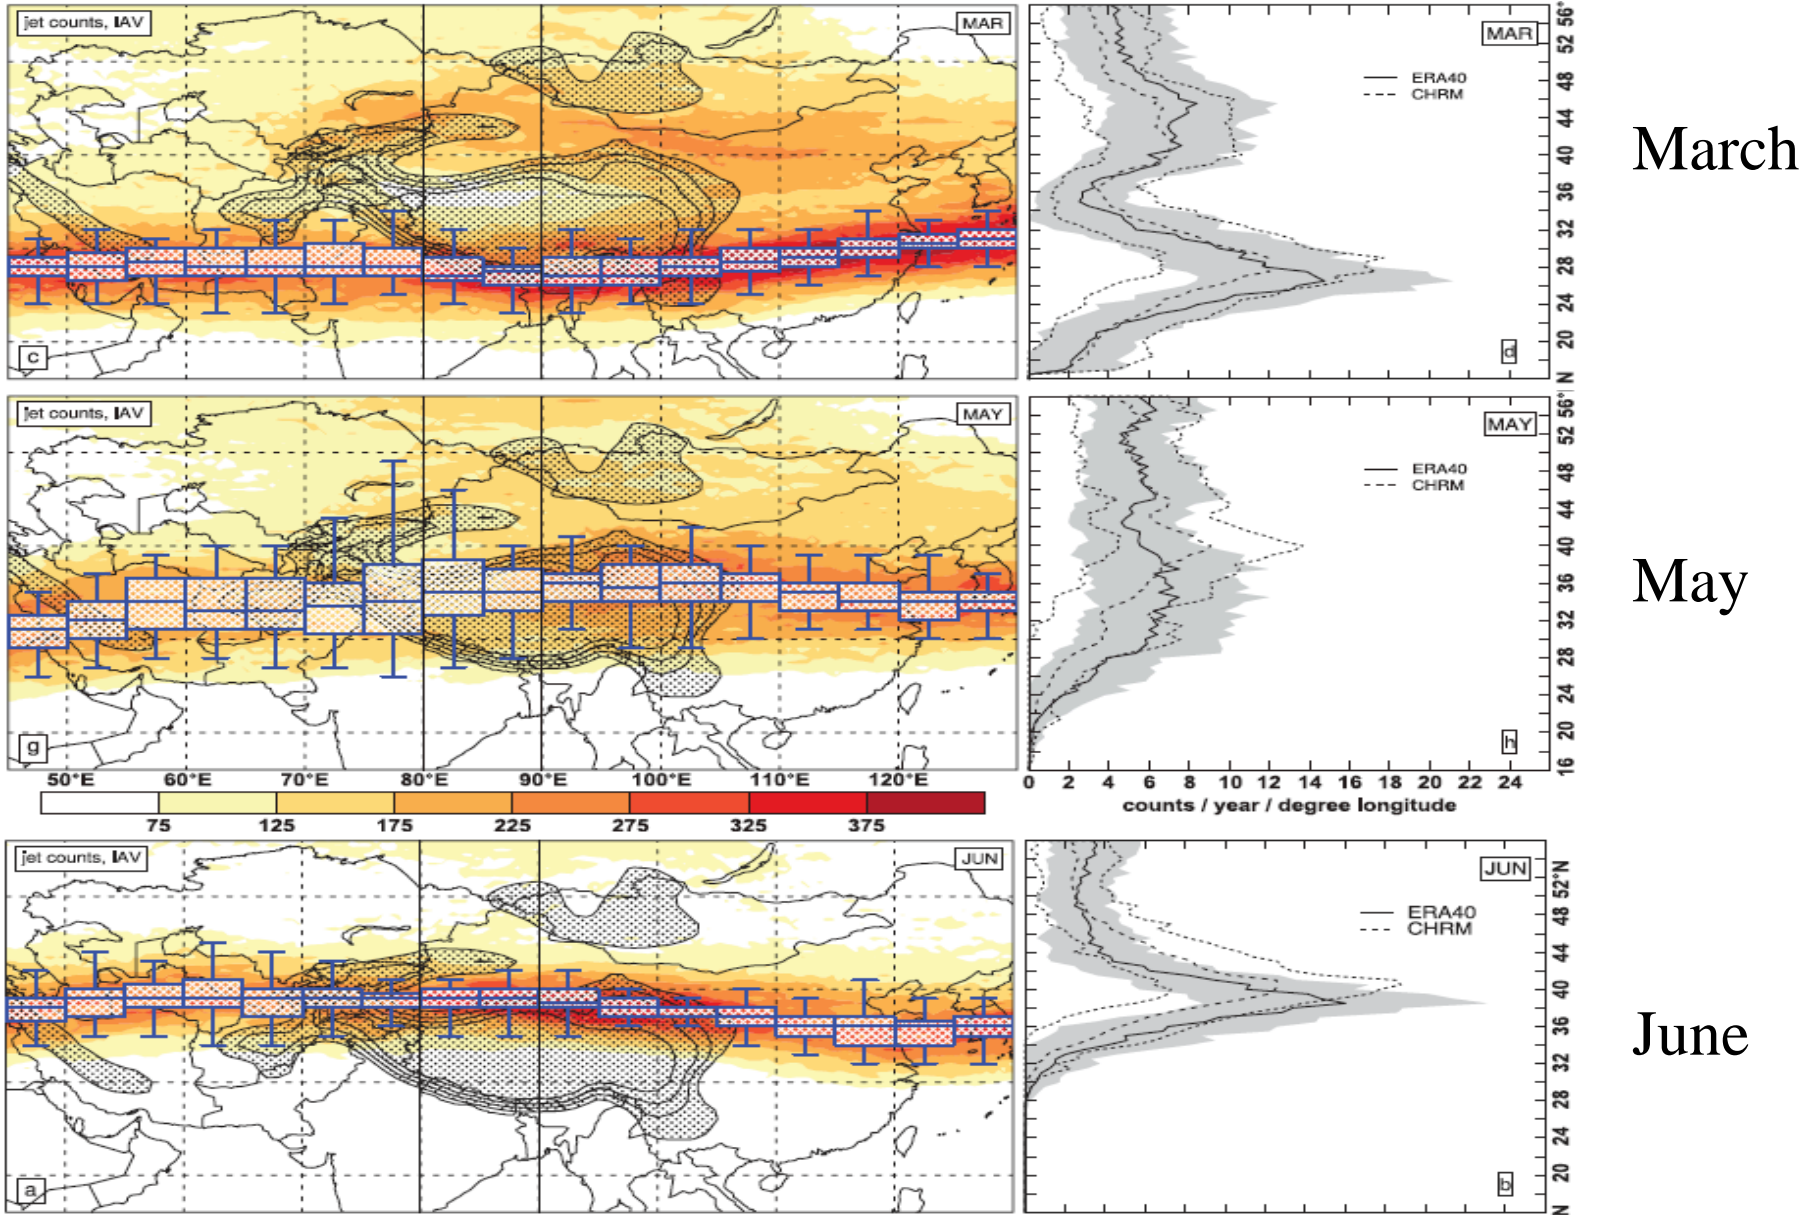 jet counts, IAV
MAR
c
MAR
ERA40
CHRM
56°
52
48
44
40
36
32
28
24
20
N
d
March
jet counts, IAV
MAY
g
50°E 60°E 70°E 80°E 90°E 100°E 110°E 120°E
MAY
ERA40
CHRM
56°
52
48
44
40
36
32
28
24
20
16
h
0 2 4 6 8 10 12 14 16 18 20 22 24
counts / year / degree longitude
May
75 125 175 225 275 325 375
jet counts, IAV
JUN
a
JUN
ERA40
CHRM
52°N
48
44
40
36
32
28
24
20
N
b
June